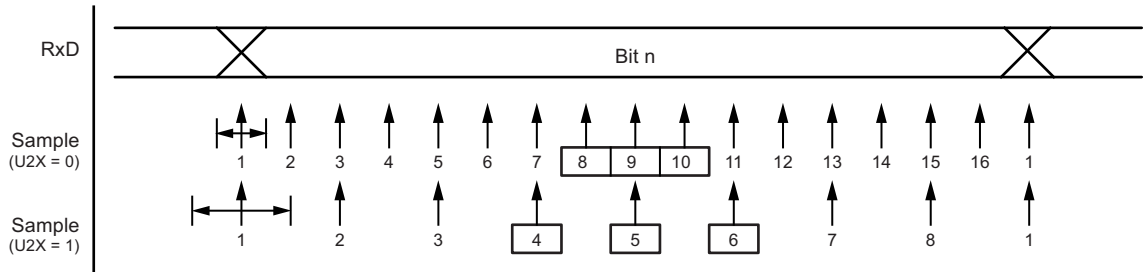 RxD
Bit n
Sample
(U2X = 0)
1 2 3 4 5 6 7 8 9 10 11 12 13 14 15 16 1
Sample
(U2X = 1)
1 2 3 4 5 6 7 8 1